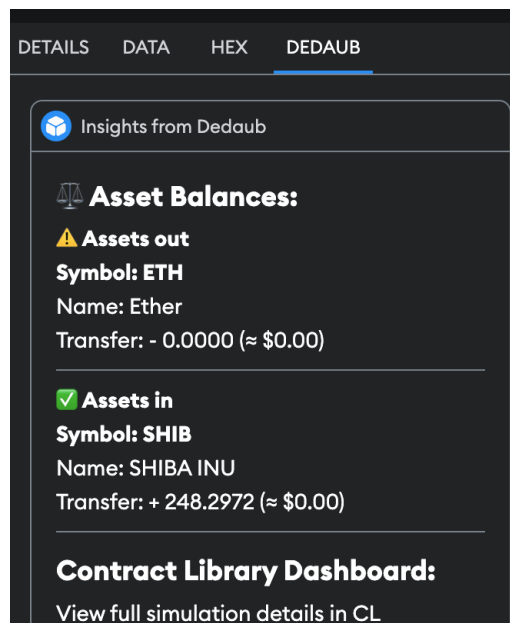 DETAILS DATA HEX DEDAUB
Insights from Dedaub
⚖️ Asset Balances:
⚠️ Assets out
Symbol: ETH
Name: Ether
Transfer: - 0.0000 (≈ $0.00)
✅ Assets in
Symbol: SHIB
Name: SHIBA INU
Transfer: + 248.2972 (≈ $0.00)
Contract Library Dashboard:
View full simulation details in CL